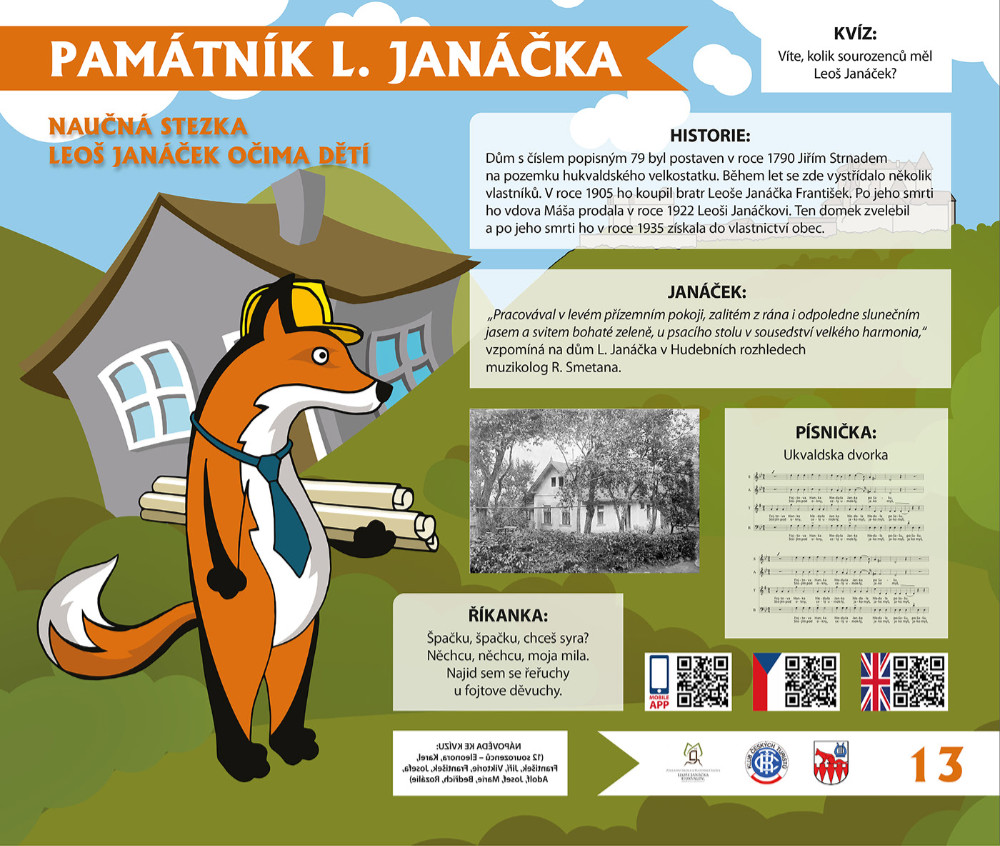 PAMÁTNÍK L. JANÁČKA
NAUČNÁ STEZKA
LEOŠ JANÁČEK OČIMA DĚTÍ
KVÍZ:
Víte, kolik sourozenců měl
Leoš Janáček?
HISTORIE:
Dům s číslem popisným 79 byl postaven v roce 1790 Jiřím Strnadem
na pozemku hukvaldského velkostatku. Během let se zde vystřídalo několik
vlastníků. V roce 1905 ho koupil bratr Leoše Janáčka František. Po jeho smrti
ho vdova Máša prodala v roce 1922 Leoši Janáčkovi. Ten domek zvelebil
a po jeho smrti ho v roce 1935 získala do vlastnictví obec.
JANÁČEK:
„Pracovával v levém přízemním pokoji, zalitém z rána i odpoledne slunečním
jasem a svitem bohaté zeleně, u psacího stolu v sousedství velkého harmonia,“
vzpomíná na dům L. Janáčka v Hudebních rozhledech
muzikolog R. Smetana.
PÍSNIČKA:
Ukvaldska dvorka
ŘÍKANKA:
Špačku, špačku, chceš syra?
Něchcu, něchcu, moja mila.
Najid sem se řeřuchy
u fojtove děvuchy.
MOBILE
APP
NÁPOVĚDA KE KVÍZU:
(12 sourozenců – Eleonora, Karel,
František, Jiří, Viktorie, František, Josefa,
Adolf, Josef, Marie, Bedřich, Rozálie)
KLUB ČESKÝCH TURISTŮ
13